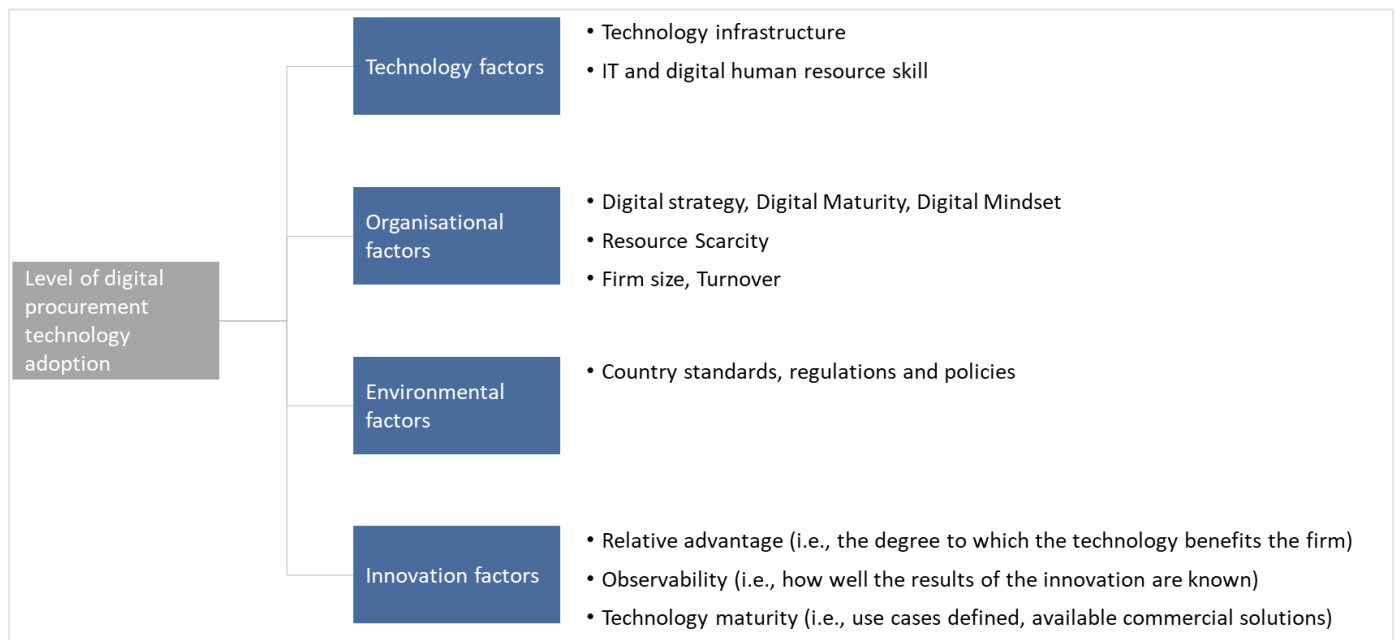 Technology factors
• Technology infrastructure
• IT and digital human resource skill
Organisational
factors
• Digital strategy, Digital Maturity, Digital Mindset
• Resource Scarcity
• Firm size, Turnover
Level of digital
procurement
technology
adoption
Environmental
factors
• Country standards, regulations and policies
Innovation factors
• Relative advantage (i.e., the degree to which the technology benefits the firm)
• Observability (i.e., how well the results of the innovation are known)
• Technology maturity (i.e., use cases defined, available commercial solutions)